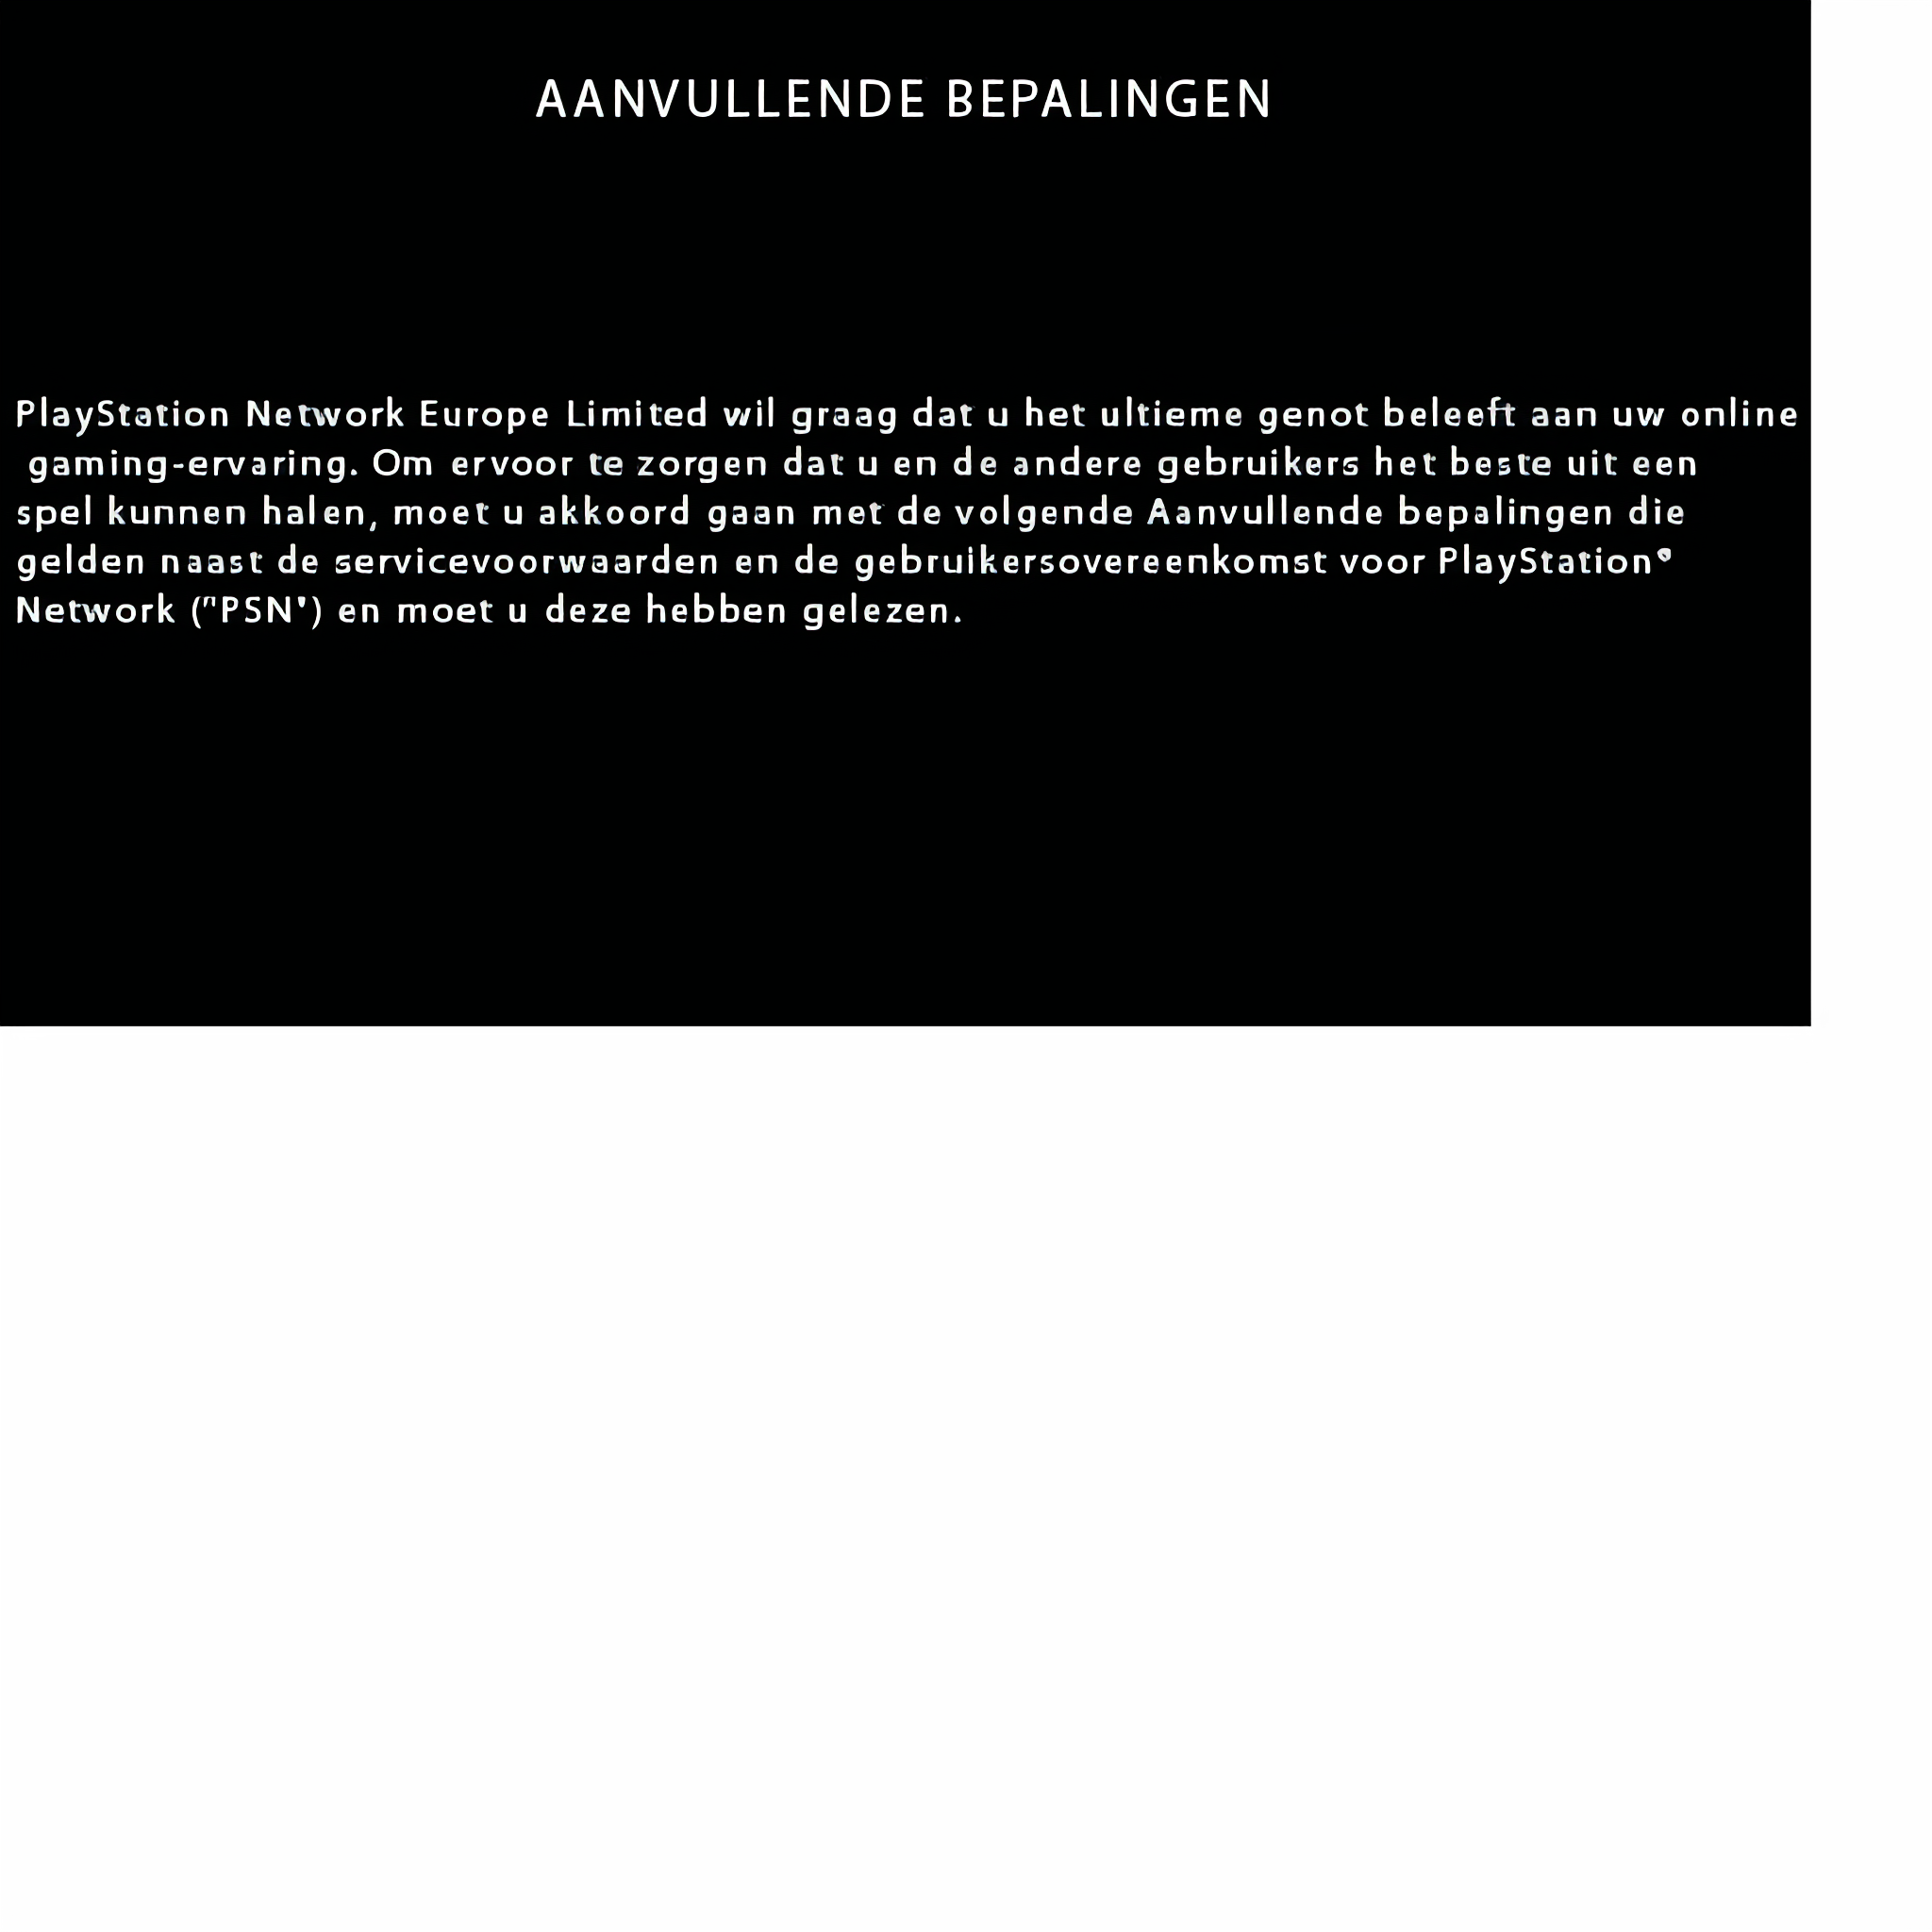 AANVULLENDE BEPALINGEN
PlayStation Network Europe Limited wil graag dat u het ultieme genot beleeft aan uw online
gaming-ervaring. Om ervoor te zorgen dat u en de andere gebruikers het beste uit een
spel kunnen halen, moet u akkoord gaan met de volgende Aanvullende bepalingen die
gelden naast de servicevoorwaarden en de gebruikersovereenkomst voor PlayStation®
Network ("PSN") en moet u deze hebben gelezen.